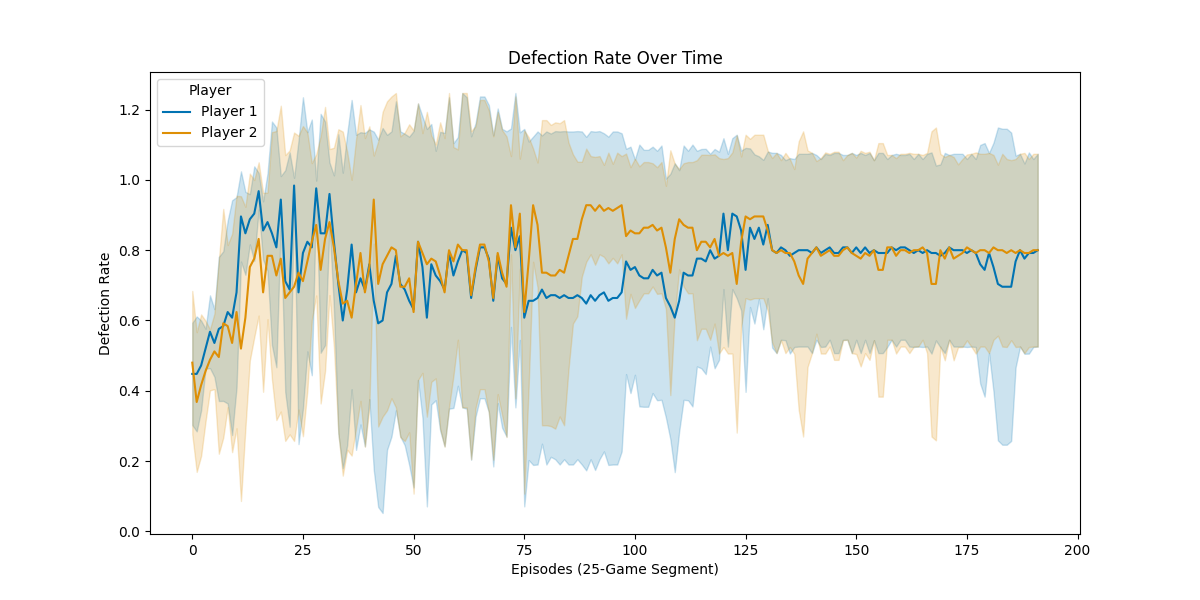 Defection Rate Over Time
Player
Player 1
Player 2
Defection Rate
1.2
1.0
0.8
0.6
0.4
0.2
0.0
0 25 50 75 100 125 150 175 200
Episodes (25-Game Segment)